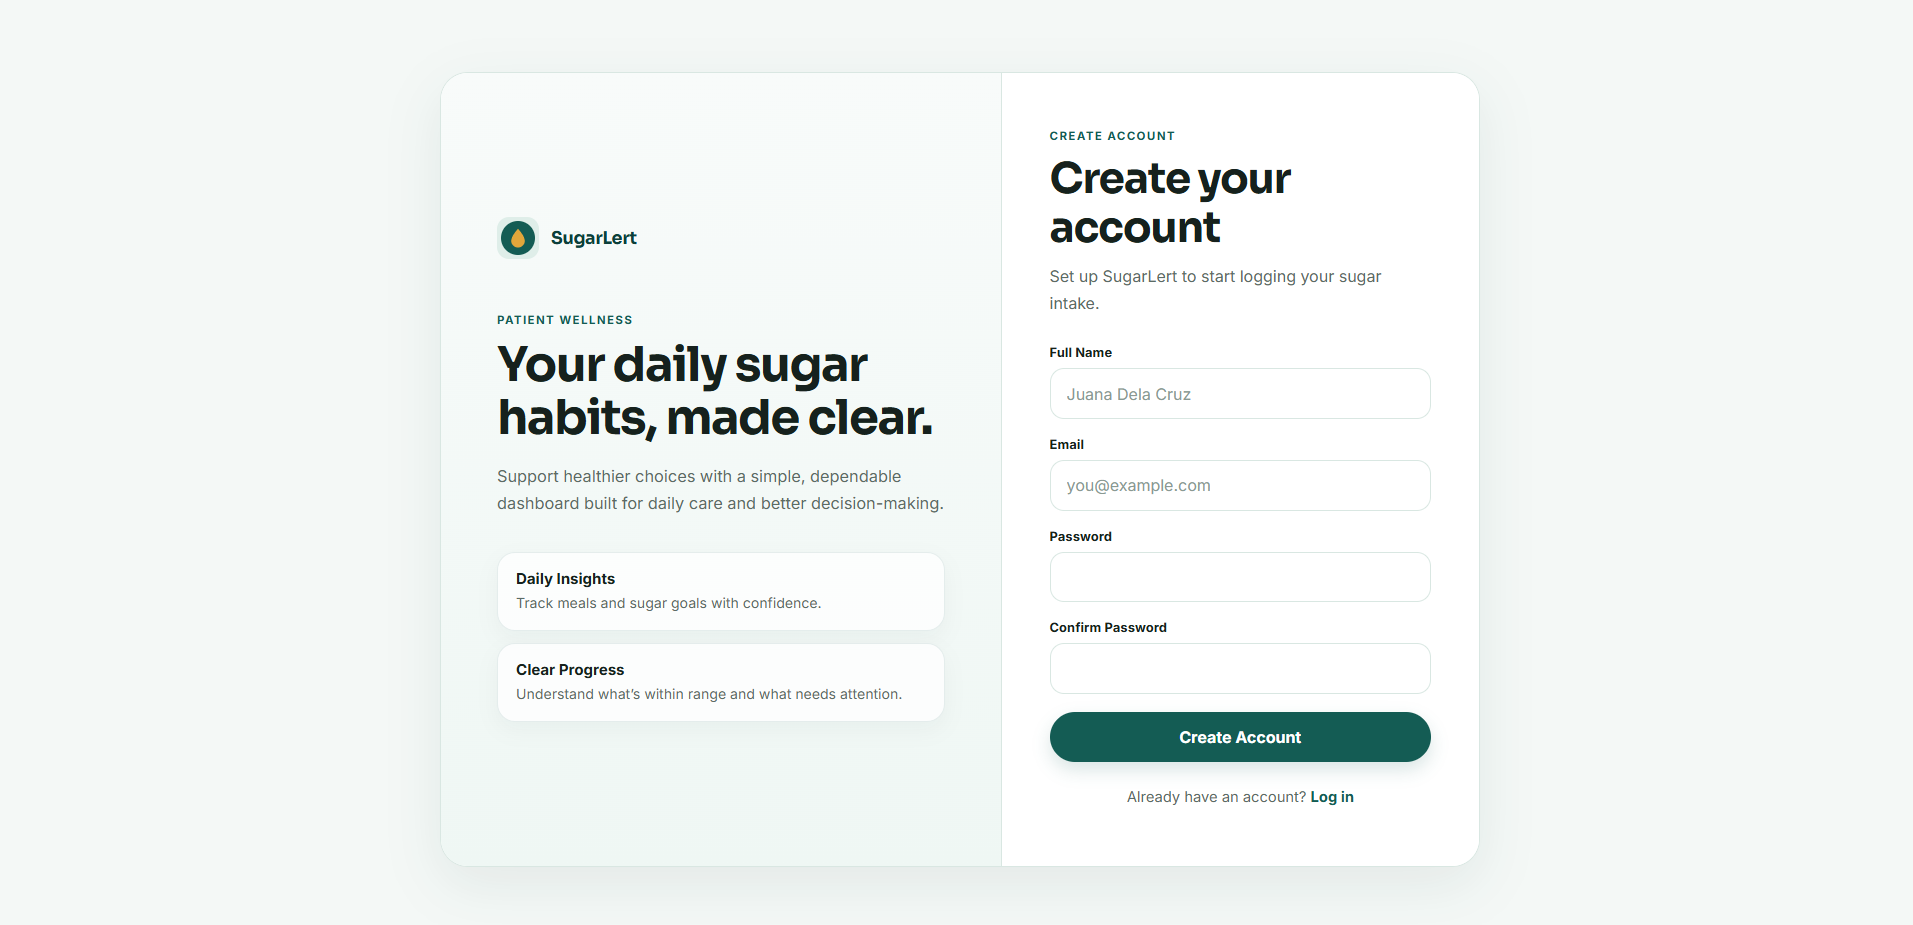 SugarLert
PATIENT WELLNESS
Your daily sugar
habits, made clear.
Support healthier choices with a simple, dependable
dashboard built for daily care and better decision-making.
Daily Insights
Track meals and sugar goals with confidence.
Clear Progress
Understand what’s within range and what needs attention.
CREATE ACCOUNT
Create your
account
Set up SugarLert to start logging your sugar
intake.
Full Name
Juana Dela Cruz
Email
you@example.com
Password
Confirm Password
Create Account
Already have an account? Log in